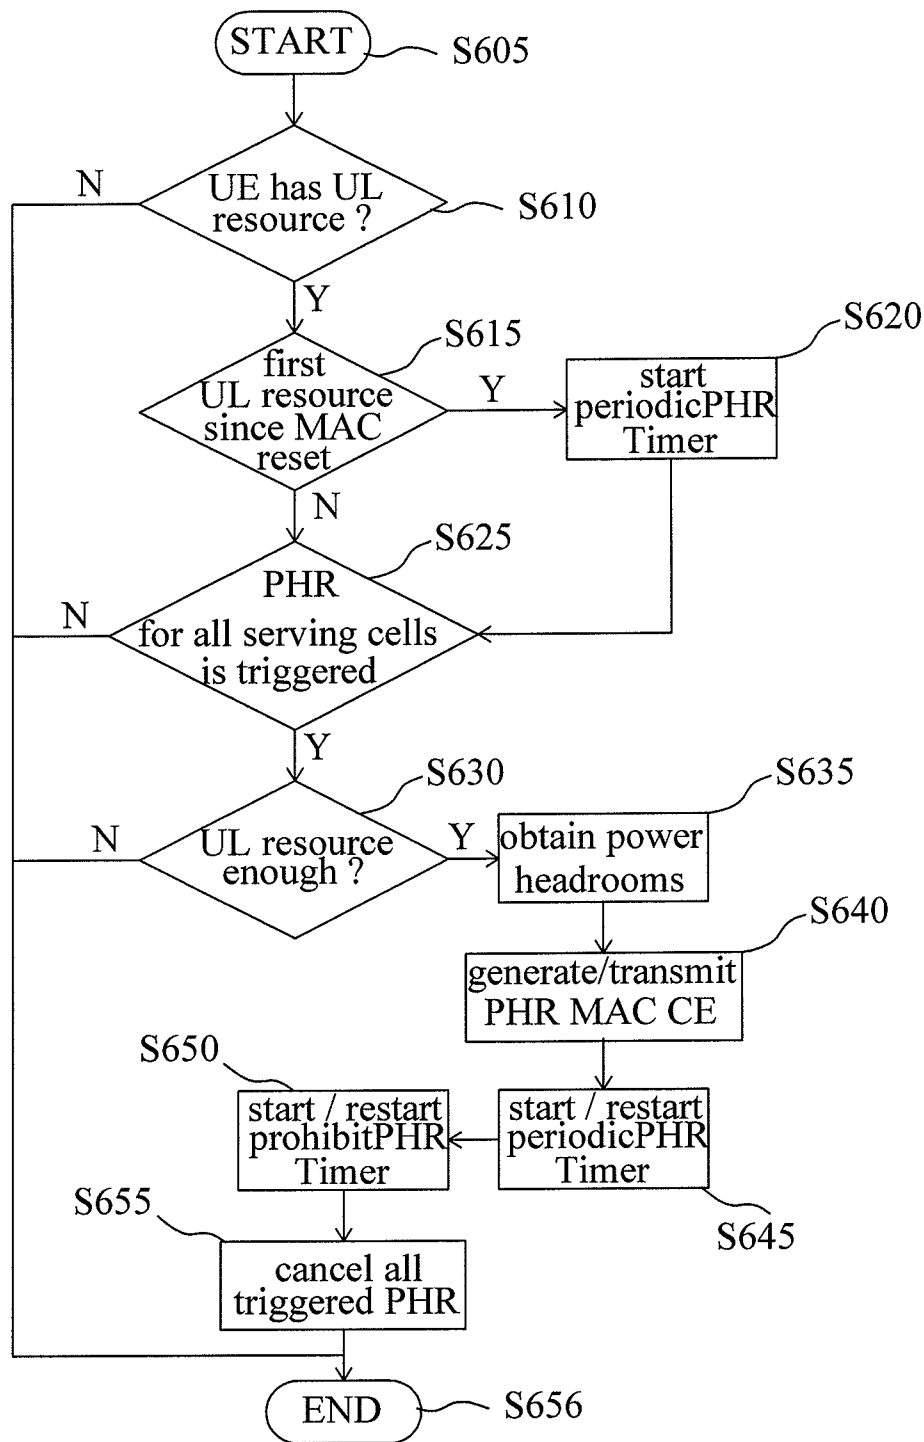 START
S605
N
UE has UL
resource ?
S610
Y
S615
S620
first
UL resource
since MAC
reset
Y
start
periodicPHR
Timer
N
S625
PHR
N
for all serving cells
is triggered
Y
S630
S635
N
UL resource
enough ?
Y
obtain power
headrooms
S640
generate/transmit
PHR MAC CE
S650
start / restart
prohibitPHR
Timer
start / restart
periodicPHR
Timer
S655
S645
cancel all
triggered PHR
END
S656